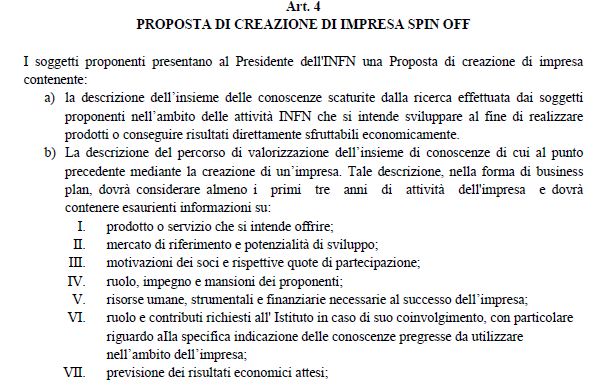 Art. 4
PROPOSTA DI CREAZIONE DI IMPRESA SPIN OFF
I soggetti proponenti presentano al Presidente dell'INFN una Proposta di creazione di impresa
contenente:
a) la descrizione dell'insieme delle conoscenze scaturite dalla ricerca effettuata dai soggetti
proponenti nell'ambito delle attività INFN che si intende sviluppare al fine di realizzare
prodotti o conseguire risultati direttamente sfruttabili economicamente.
b) La descrizione del percorso di valorizzazione dell'insieme di conoscenze di cui al punto
precedente mediante la creazione di un'impresa. Tale descrizione, nella forma di business
plan, dovrà considerare almeno i primi tre anni di attività dell'impresa e dovrà
contenere esaurienti informazioni su:
I. prodotto o servizio che si intende offrire;
II. mercato di riferimento e potenzialità di sviluppo;
III. motivazioni dei soci e rispettive quote di partecipazione;
IV. ruolo, impegno e mansioni dei proponenti;
V. risorse umane, strumentali e finanziarie necessarie al successo dell'impresa;
VI. ruolo e contributi richiesti all' Istituto in caso di suo coinvolgimento, con particolare
riguardo aIla specifica indicazione delle conoscenze pregresse da utilizzare
nell'ambito dell'impresa;
VII. previsione dei risultati economici attesi;